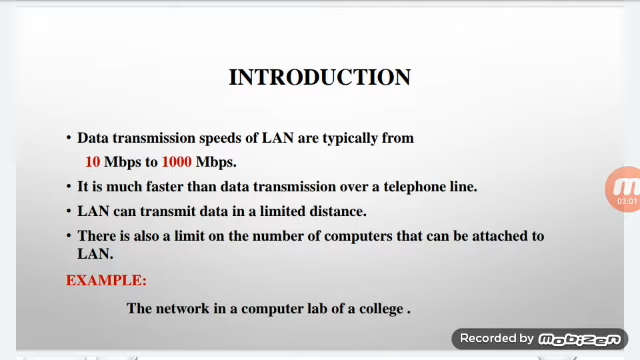 INTRODUCTION
• Data transmission speeds of LAN are typically from
10 Mbps to 1000 Mbps.
• It is much faster than data transmission over a telephone line.
• LAN can transmit data in a limited distance.
• There is also a limit on the number of computers that can be attached to
LAN.
EXAMPLE:
The network in a computer lab of a college .
03:01
Recorded by mobizen